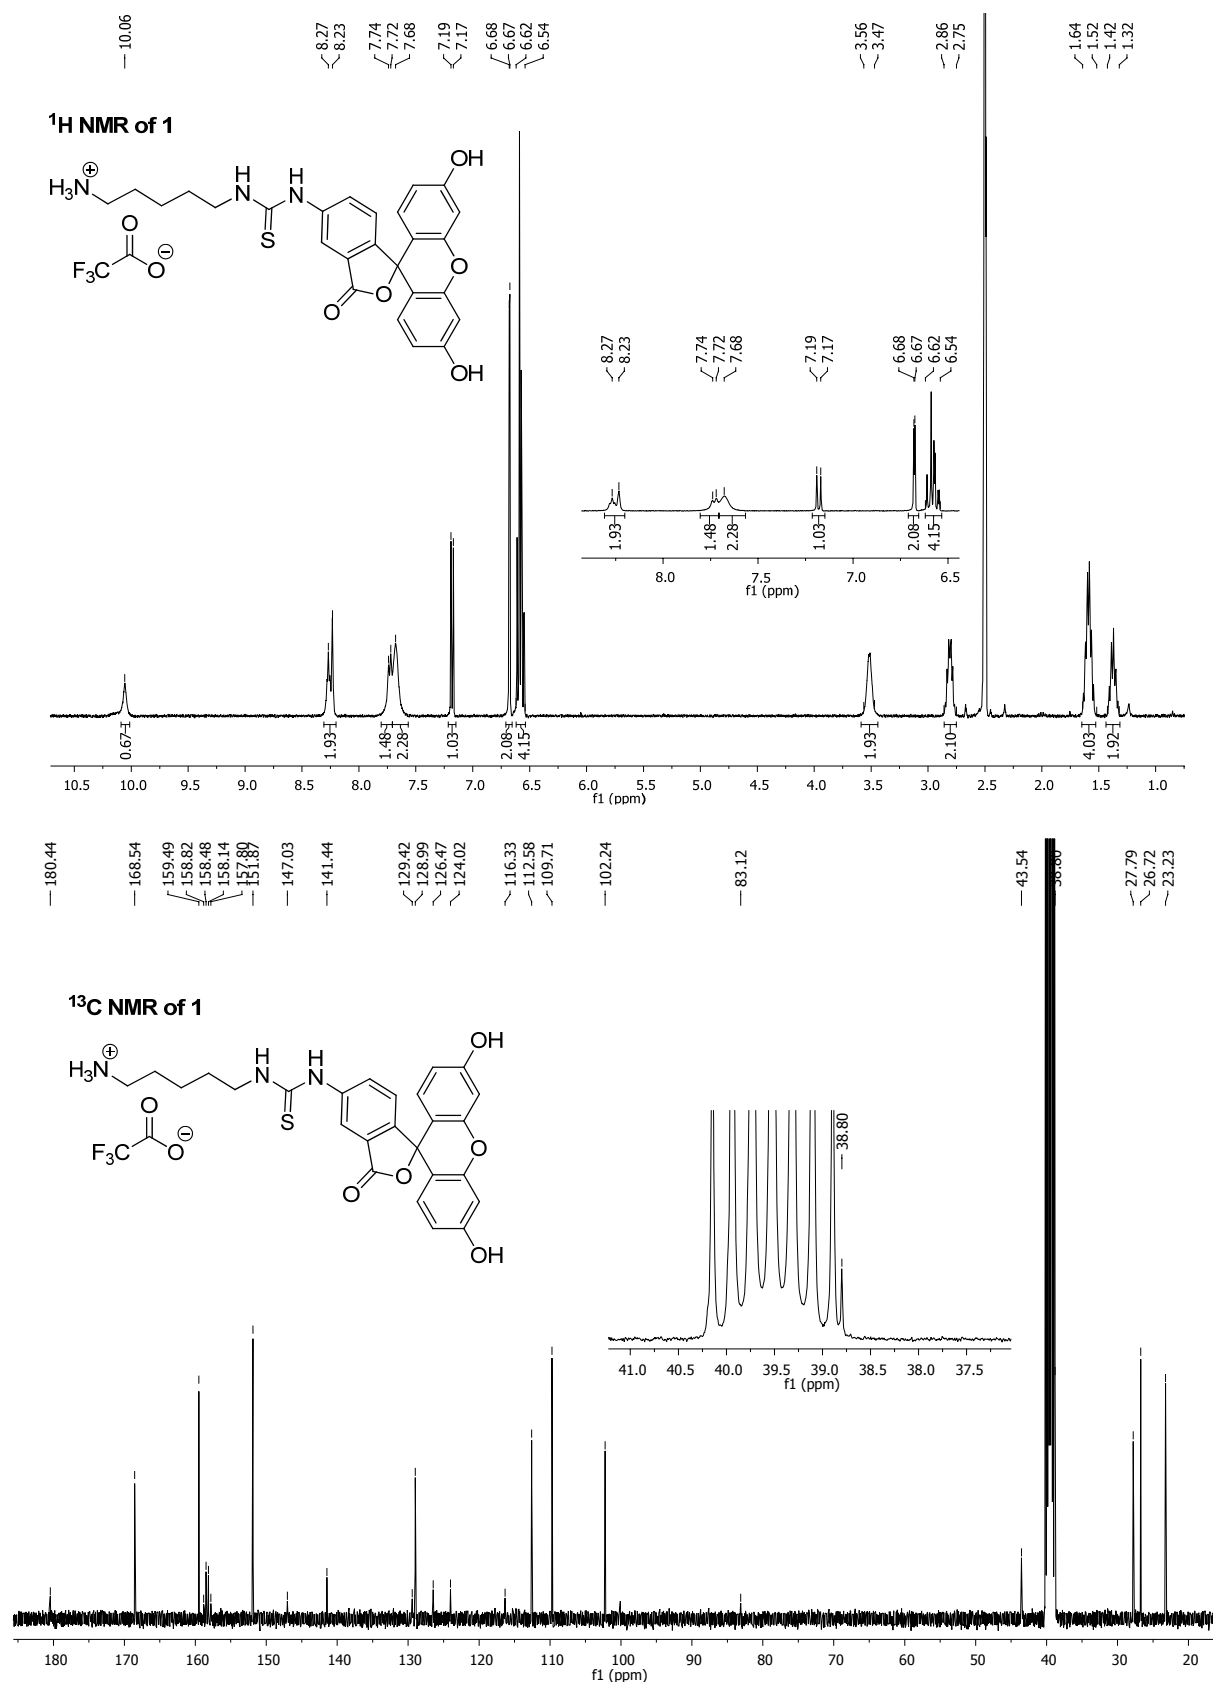 10.06 8.27 8.23 7.74 7.72 7.68 7.19 7.17 6.68 6.67 6.62 6.54 3.56 3.47 2.86 2.75 1.64 1.52 1.42 1.32
¹H NMR of 1
H₃N ⊕ H N H N S O O O OH OH
F₃C O O ⊖
8.27 8.23 7.74 7.72 7.68 7.19 7.17 6.68 6.67 6.62 6.54
1.93 1.48 2.28 1.03 2.08 4.15
8.0 7.5 7.0 6.5
f1 (ppm)
0.67 1.93 1.48 2.28 1.03 2.08 4.15 1.93 2.10 4.03 1.92
10.5 10.0 9.5 9.0 8.5 8.0 7.5 7.0 6.5 6.0 5.5 5.0 4.5 4.0 3.5 3.0 2.5 2.0 1.5 1.0
f1 (ppm)
180.44 168.54 159.49 158.82 158.48 158.14 157.80 151.87 147.03 141.44 129.42 128.99 126.47 124.02 116.33 112.58 109.71 102.24 83.12 43.54 38.80 27.79 26.72 23.23
¹³C NMR of 1
H₃N ⊕ H N H N S O O O OH OH
F₃C O O ⊖
38.80
41.0 40.5 40.0 39.5 39.0 38.5 38.0 37.5
f1 (ppm)
180 170 160 150 140 130 120 110 100 90 80 70 60 50 40 30 20
f1 (ppm)